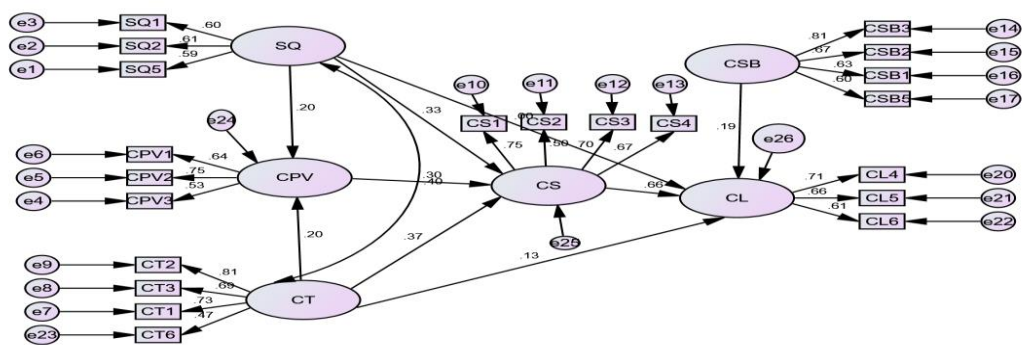 e3 SQ1 .60
e2 SQ2 .61
e1 SQ5 .59
SQ
.20
.33
e24
e6 CPV1 .64
e5 CPV2 .75
e4 CPV3 .53
CPV
.30
.40
.20
.37
e9 CT2 .81
e8 CT3 .69
e7 CT1 .73
e23 CT6 .47
CT
.13
e10 e11 e12 e13
CS1 CS2 CS3 CS4
.75 .50 .70 .67
CS
.66
e25
CSB
.81 CSB3 e14
.67 CSB2 e15
.63 CSB1 e16
.60 CSB5 e17
.19
e26
CL
.71 CL4 e20
.66 CL5 e21
.61 CL6 e22